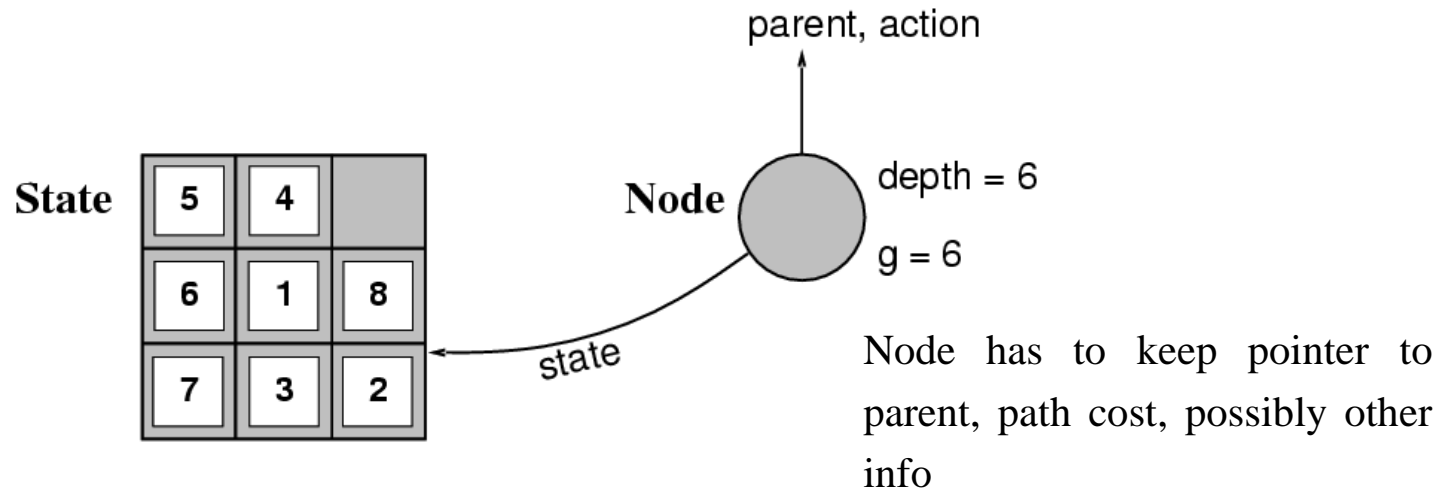 parent, action
State
5 4
6 1 8
7 3 2
Node
depth = 6
g = 6
state
Node has to keep pointer to
parent, path cost, possibly other
info